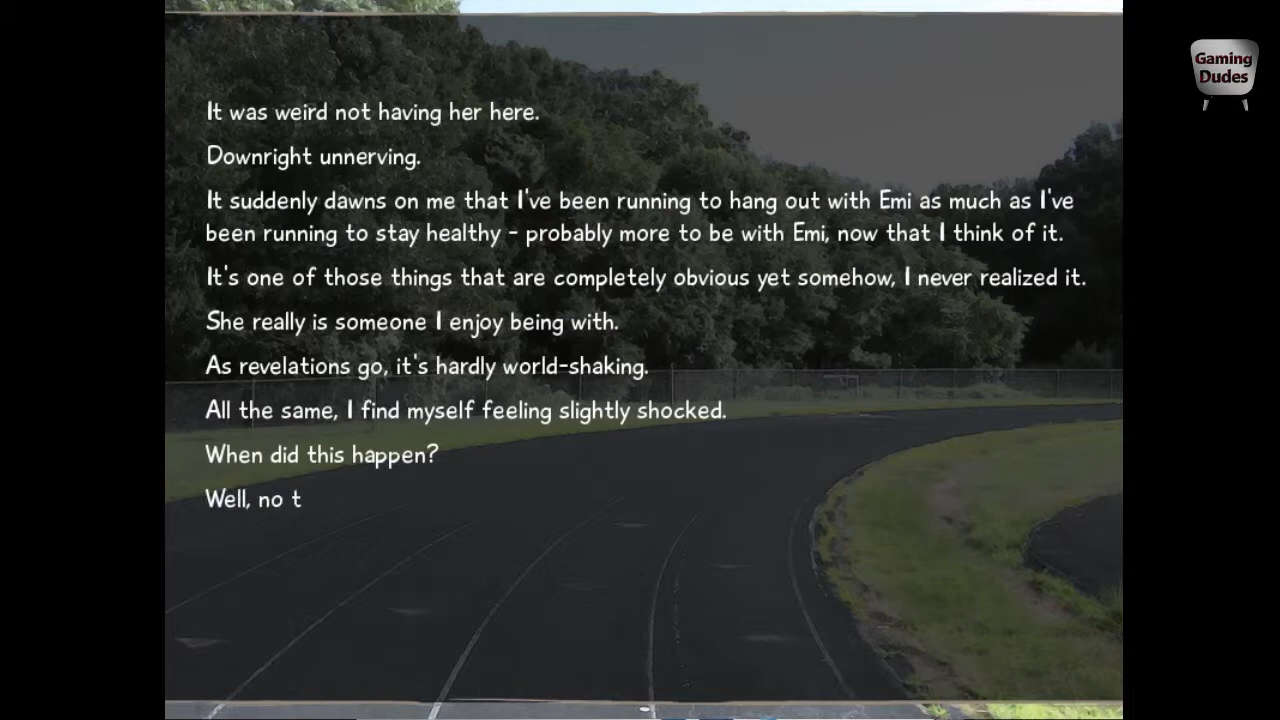 Gaming
Dudes
It was weird not having her here.
Downright unnerving.
It suddenly dawns on me that I've been running to hang out with Emi as much as I've
been running to stay healthy - probably more to be with Emi, now that I think of it.
It's one of those things that are completely obvious yet somehow, I never realized it.
She really is someone I enjoy being with.
As revelations go, it's hardly world-shaking.
All the same, I find myself feeling slightly shocked.
When did this happen?
Well, no t